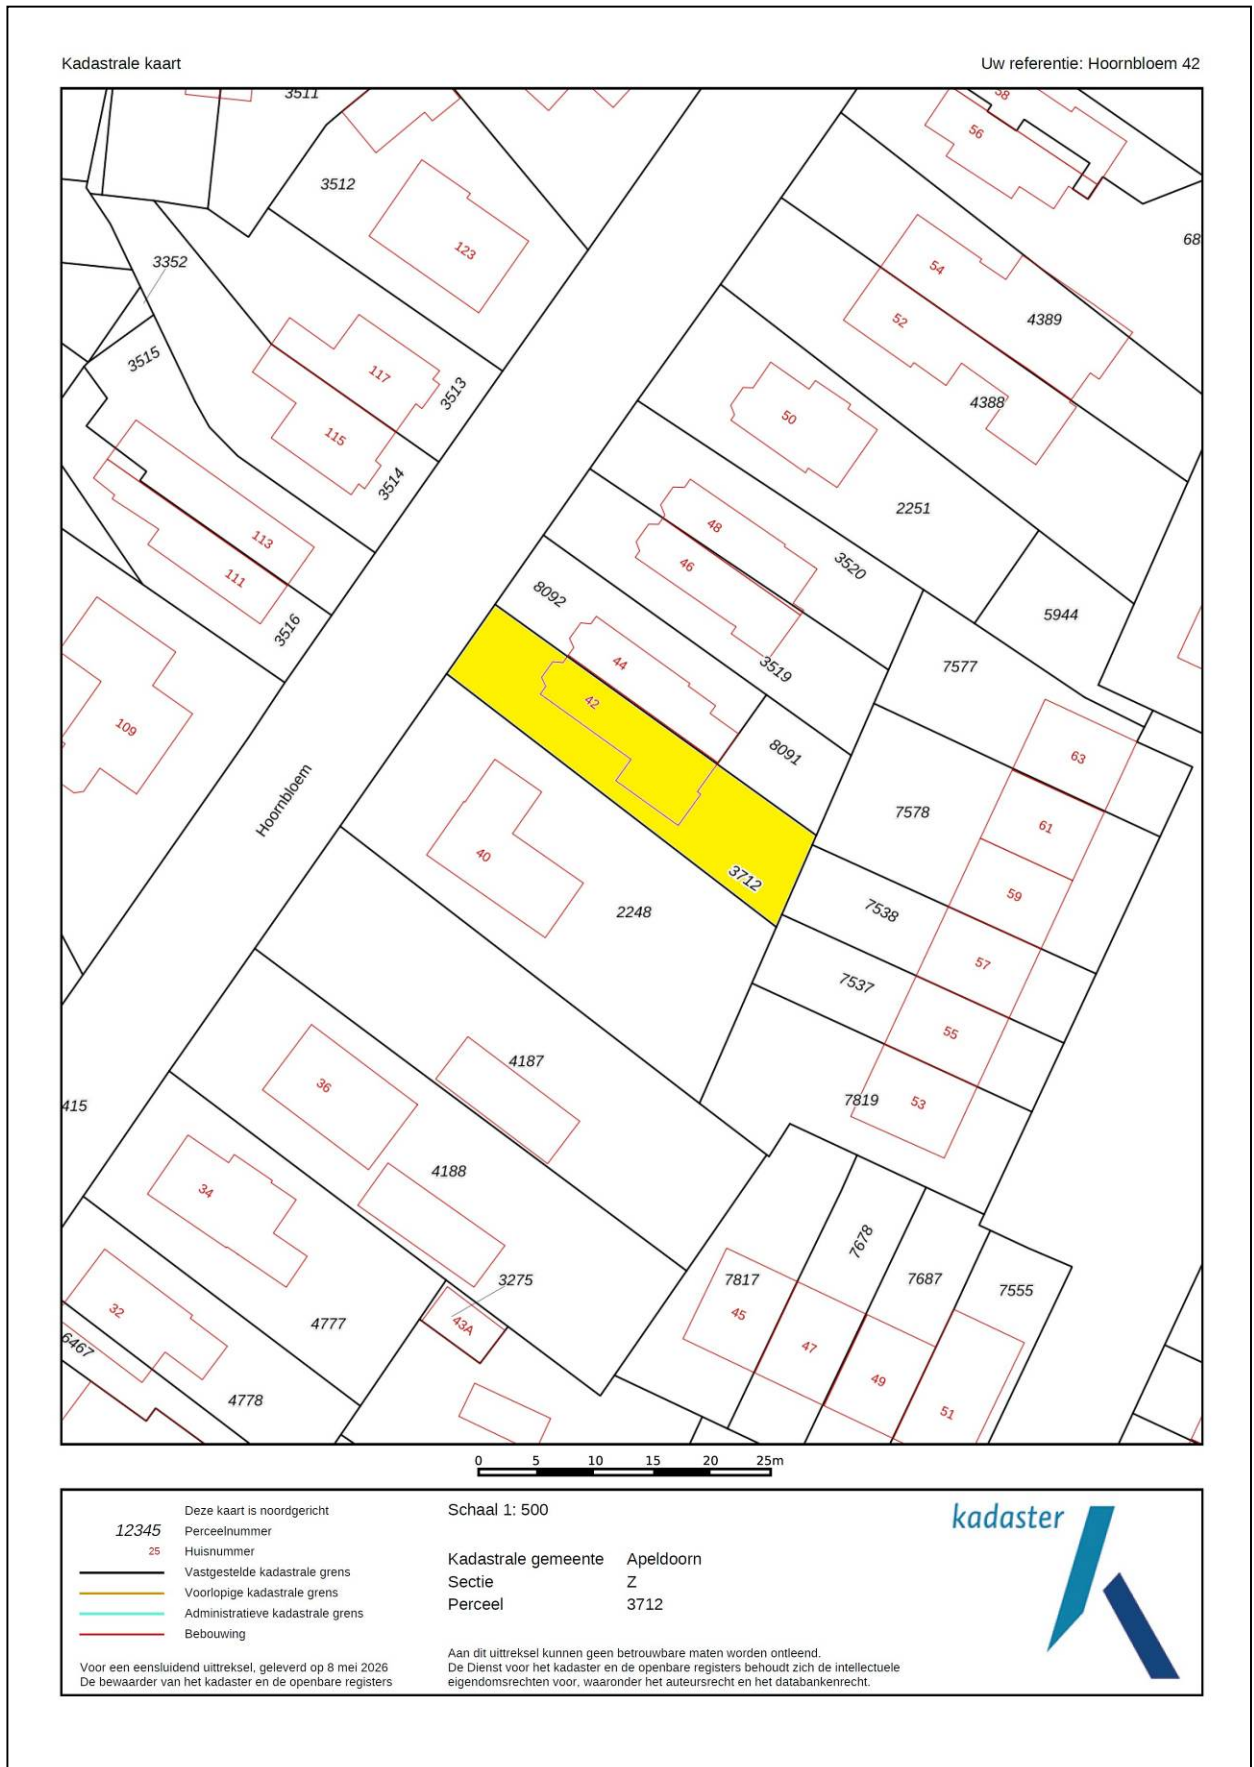 Kadastrale kaart
Uw referentie: Hoornbloem 42
3511
58
56
3512
123
68
3352
54
4389
52
3515
117
3513
4388
50
115
3514
2251
48
113
46
3520
111
8092
5944
3516
44
3519
7577
42
109
8091
63
7578
Hoornbloem
61
40
3712
59
2248
7538
57
7537
55
4187
36
7819
53
415
4188
34
7678
3275
7817
7687
7555
32
43A
45
4777
6467
47
49
4778
51
0 5 10 15 20 25m
Deze kaart is noordgericht
12345 Perceelnummer
25 Huisnummer
Vastgestelde kadastrale grens
Voorlopige kadastrale grens
Administratieve kadastrale grens
Bebouwing
Voor een eensluidend uittreksel, geleverd op 8 mei 2026
De bewaarder van het kadaster en de openbare registers
Schaal 1: 500
Kadastrale gemeente Apeldoorn
Sectie Z
Perceel 3712
Aan dit uittreksel kunnen geen betrouwbare maten worden ontleend.
De Dienst voor het kadaster en de openbare registers behoudt zich de intellectuele
eigendomsrechten voor, waaronder het auteursrecht en het databankenrecht.
kadaster